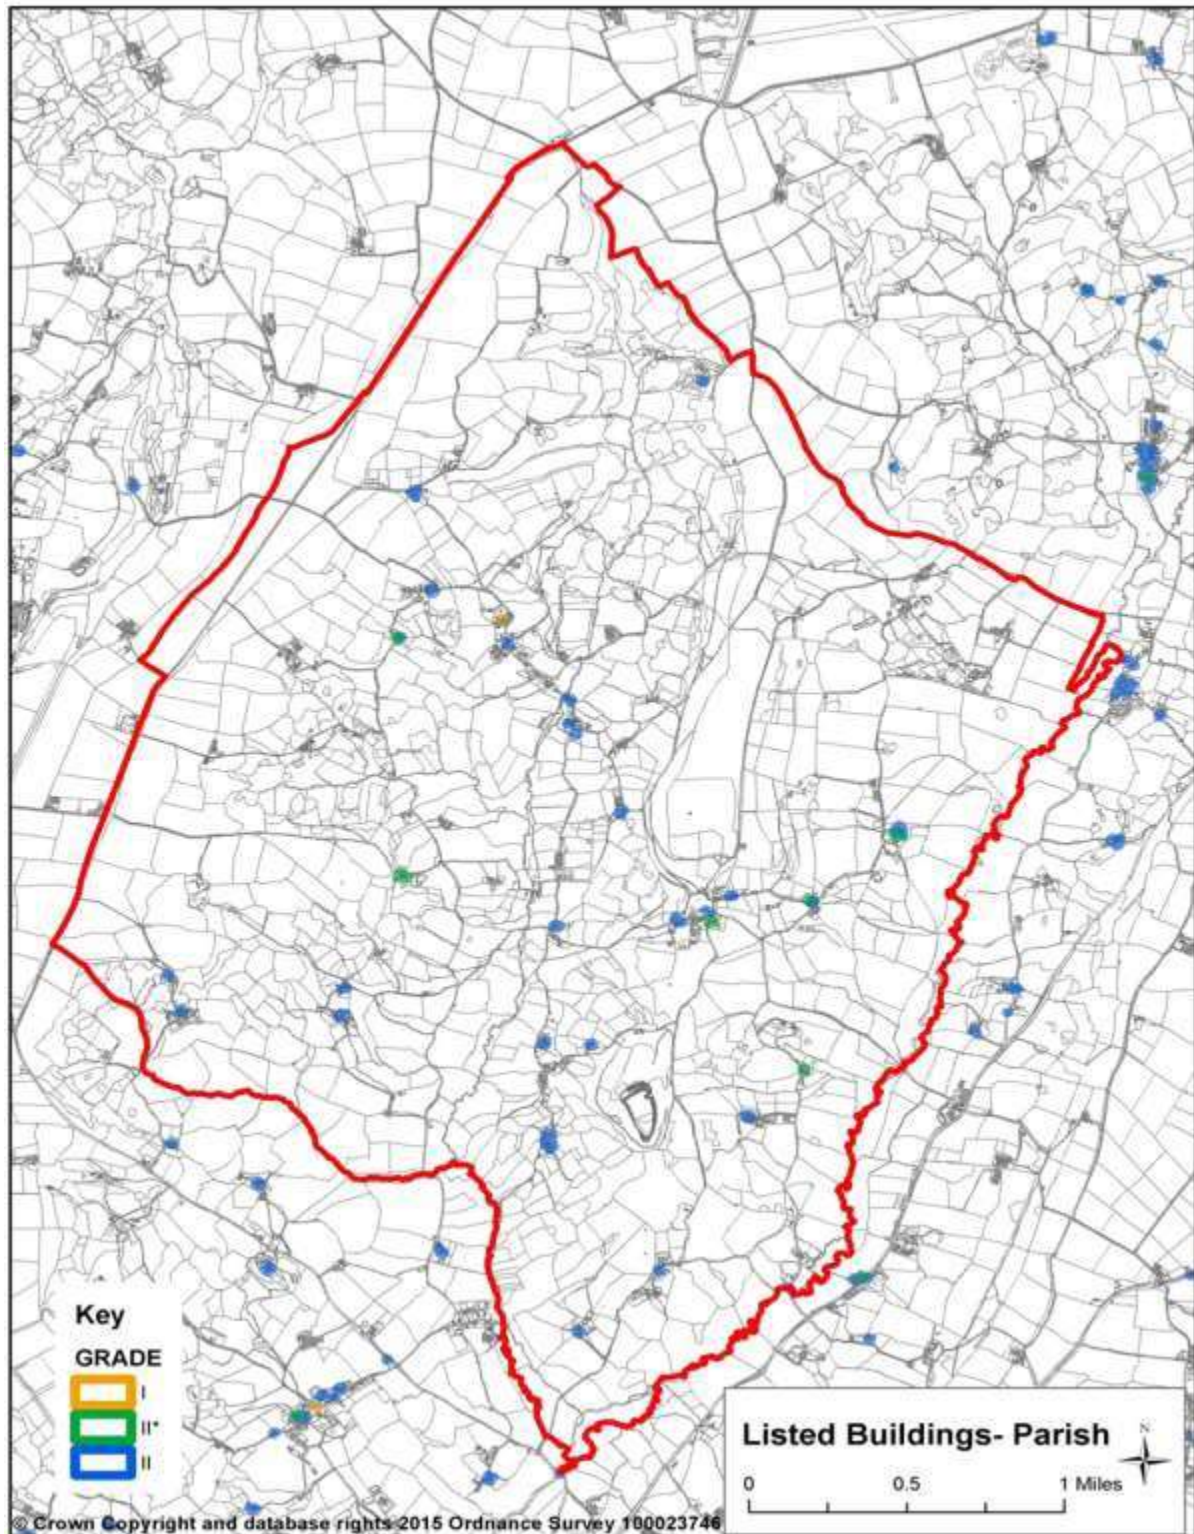 Key
GRADE
I
II*
II
Listed Buildings- Parish
N
0 0.5 1 Miles
© Crown Copyright and database rights 2015 Ordnance Survey 100023746